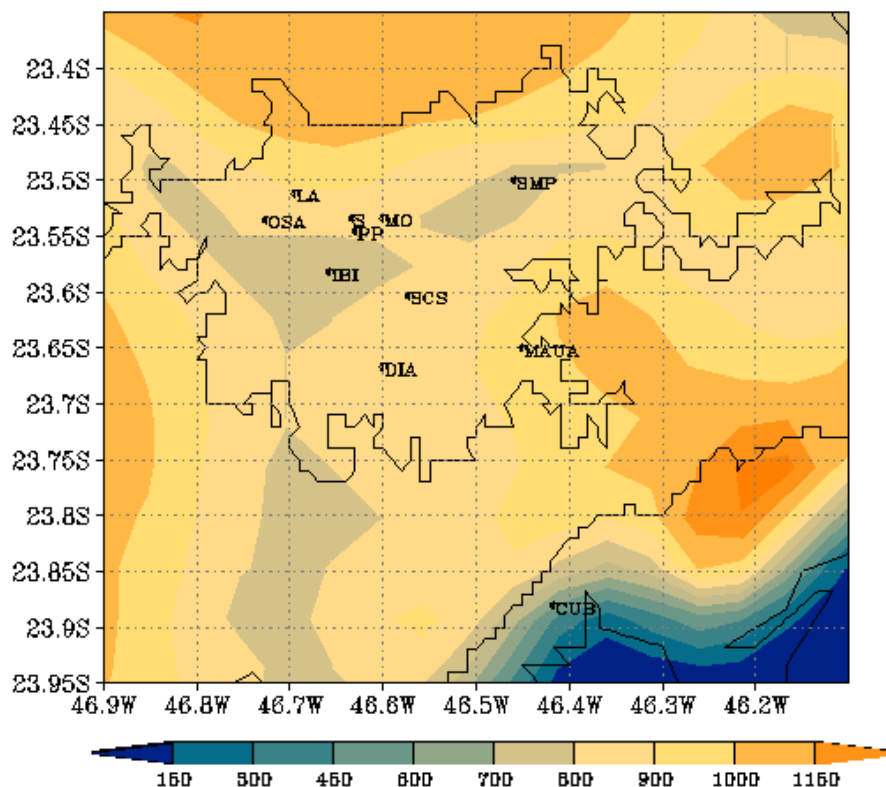 23.4S
23.45S
23.5S
SMP
LA
OSA
S
MO
23.55S
PP
IBI
23.6S
SCS
23.65S
MAUA
DIA
23.7S
23.75S
23.8S
23.85S
CUB
23.9S
23.95S
46.9W 46.8W 46.7W 46.6W 46.5W 46.4W 46.3W 46.2W
150 300 450 600 700 800 900 1000 1150